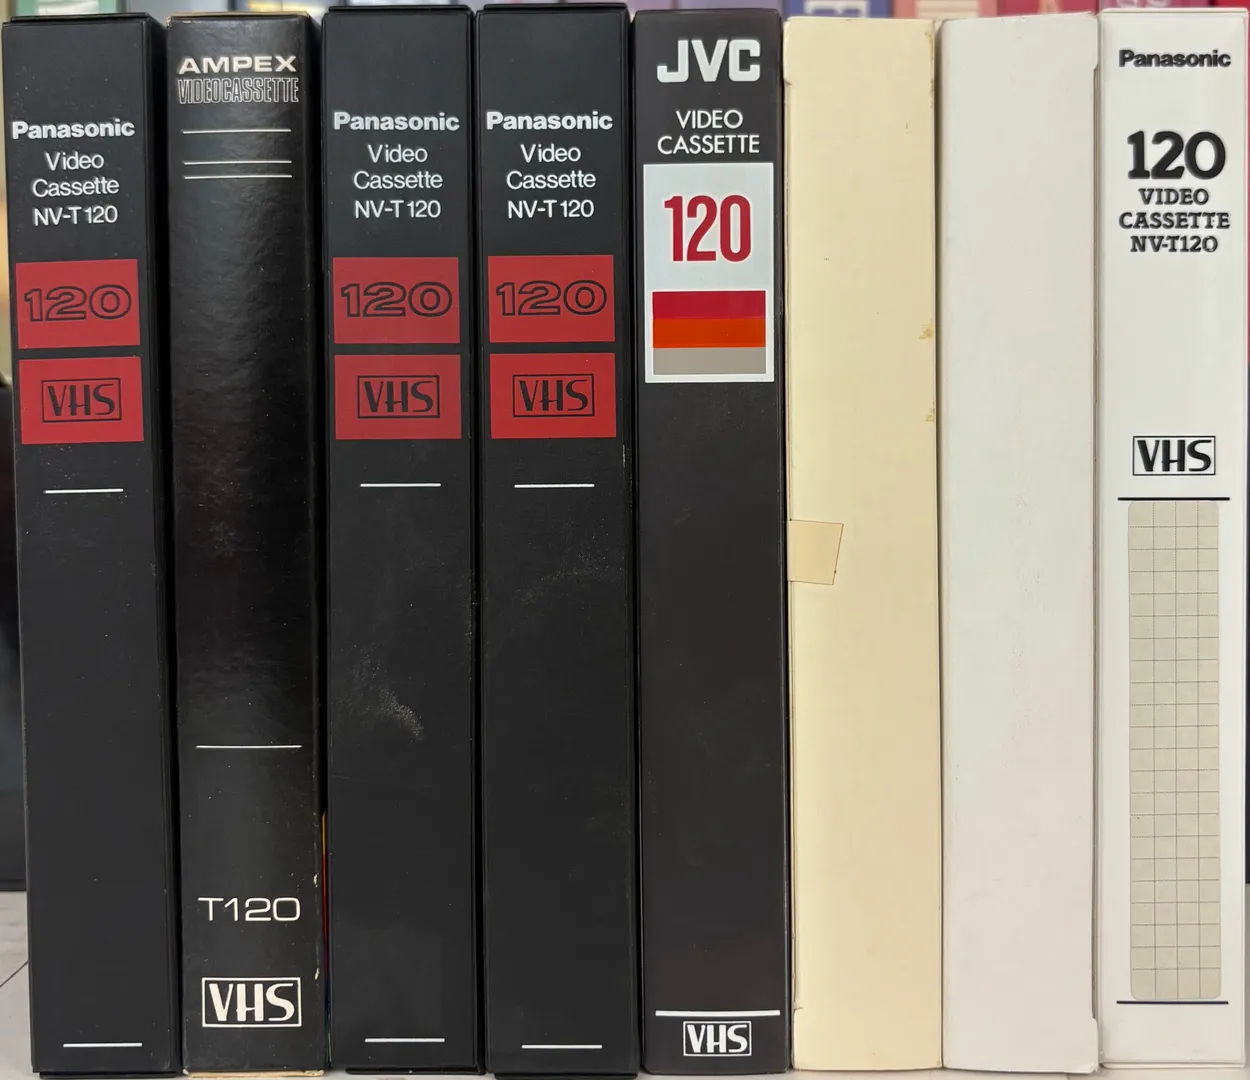 Panasonic
Video
Cassette
NV-T120
120
VHS
AMPEX
VIDEOCASSETTE
T120
VHS
Panasonic
Video
Cassette
NV-T120
120
VHS
Panasonic
Video
Cassette
NV-T120
120
VHS
JVC
VIDEO
CASSETTE
120
VHS
Panasonic
120
VIDEO
CASSETTE
NV-T120
VHS